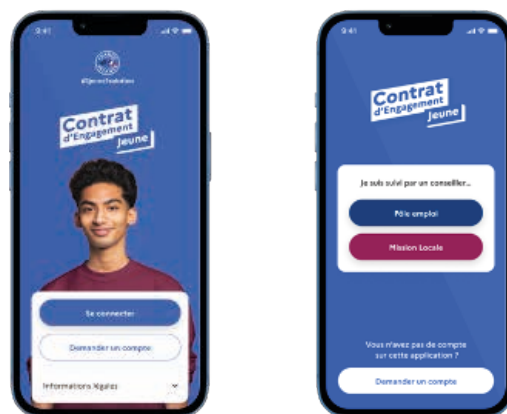 9:41
#1jeune1solution
Contrat
d'Engagement
Jeune
Se connecter
Demander un compte
Informations légales
9:41
Contrat
d'Engagement
Jeune
Je suis suivi par un conseiller...
Pôle emploi
Mission Locale
Vous n'avez pas de compte
sur cette application ?
Demander un compte